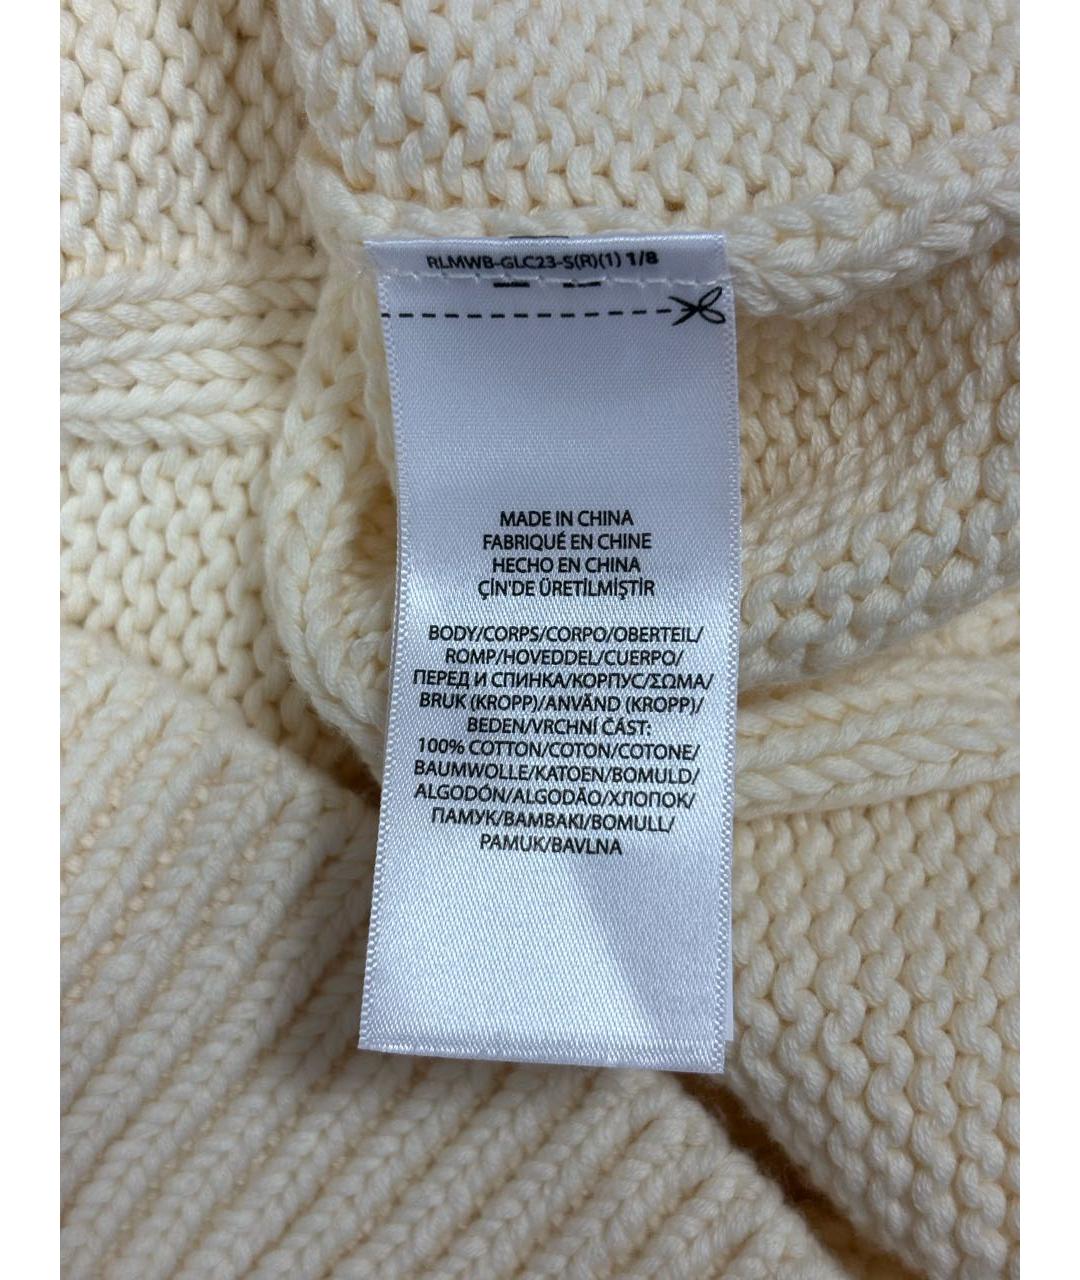 RLMWB-GLC23-S(R)(1) 1/8
MADE IN CHINA
FABRIQUÉ EN CHINE
HECHO EN CHINA
ÇİN'DE ÜRETİLMİŞTİR
BODY/CORPS/CORPO/OBERTEIL/
ROMP/HOVEDDEL/CUERPO/
ПЕРЕД И СПИНКА/КОРПУС/ΣΩΜΑ/
BRUK (KROPP)/ANVÄND (KROPP)/
BEDEN/VRCHNÍ ČÁST:
100% COTTON/COTON/COTONE/
BAUMWOLLE/KATOEN/BOMULD/
ALGODÓN/ALGODÃO/ХЛОПОК/
ПАМУК/ΒΑΜΒΑΚΙ/BOMULL/
PAMUK/BAVLNA